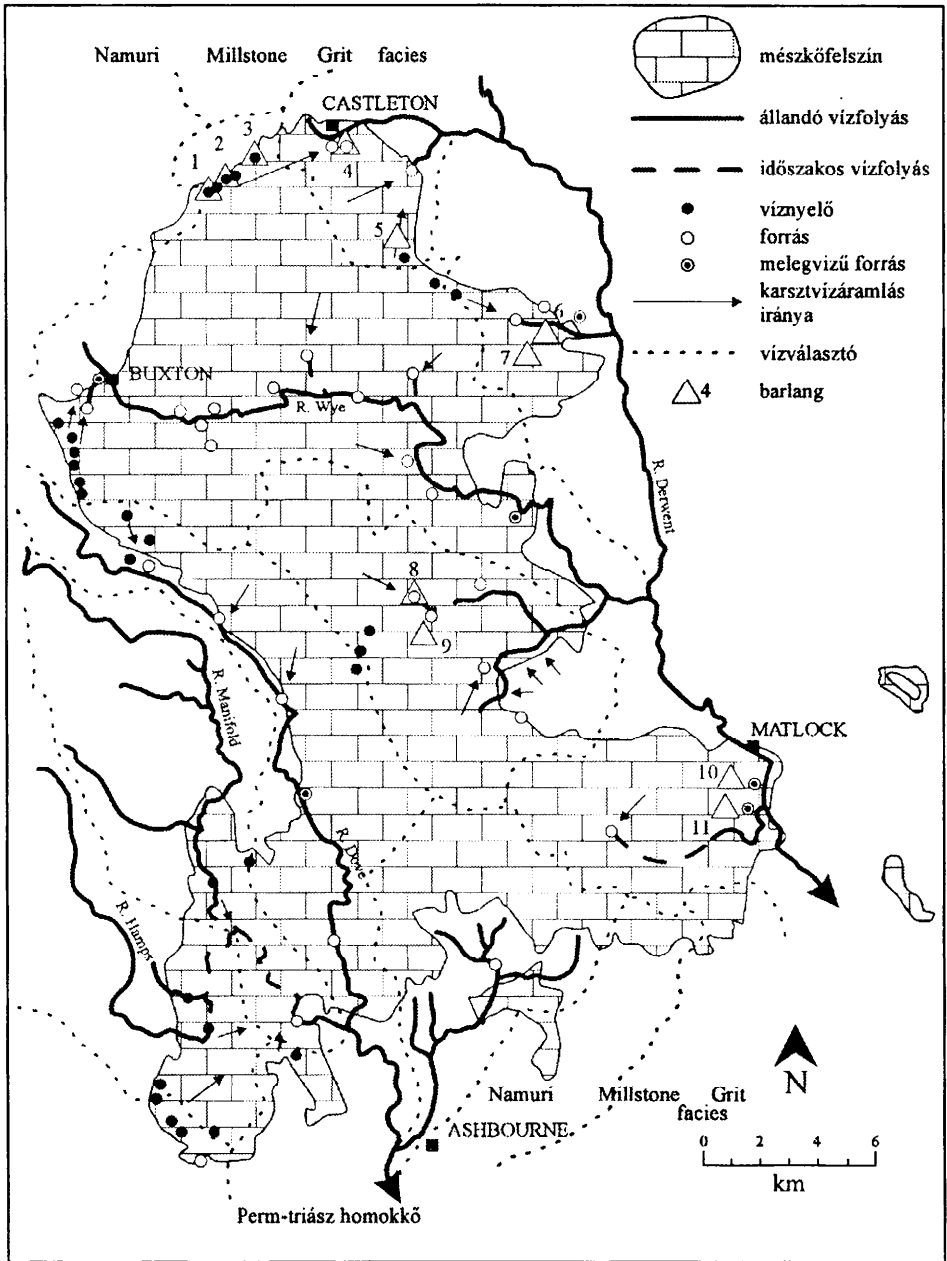 Namuri Millstone Grit facies
mészkőfelszín
CASTLETON
állandó vízfolyás
3
2
1
4
időszakos vízfolyás
víznyelő
forrás
5
melegvizű forrás
karsztvízáramlás
iránya
6
7
vízválasztó
BUXTON
4 barlang
R. Wye
R. Derwent
8
9
R. Manifold
MATLOCK
10
11
R. Dove
R. Hamps
N
Namuri Millstone Grit
facies
ASHBOURNE
0 2 4 6
km
Perm-triász homokkő